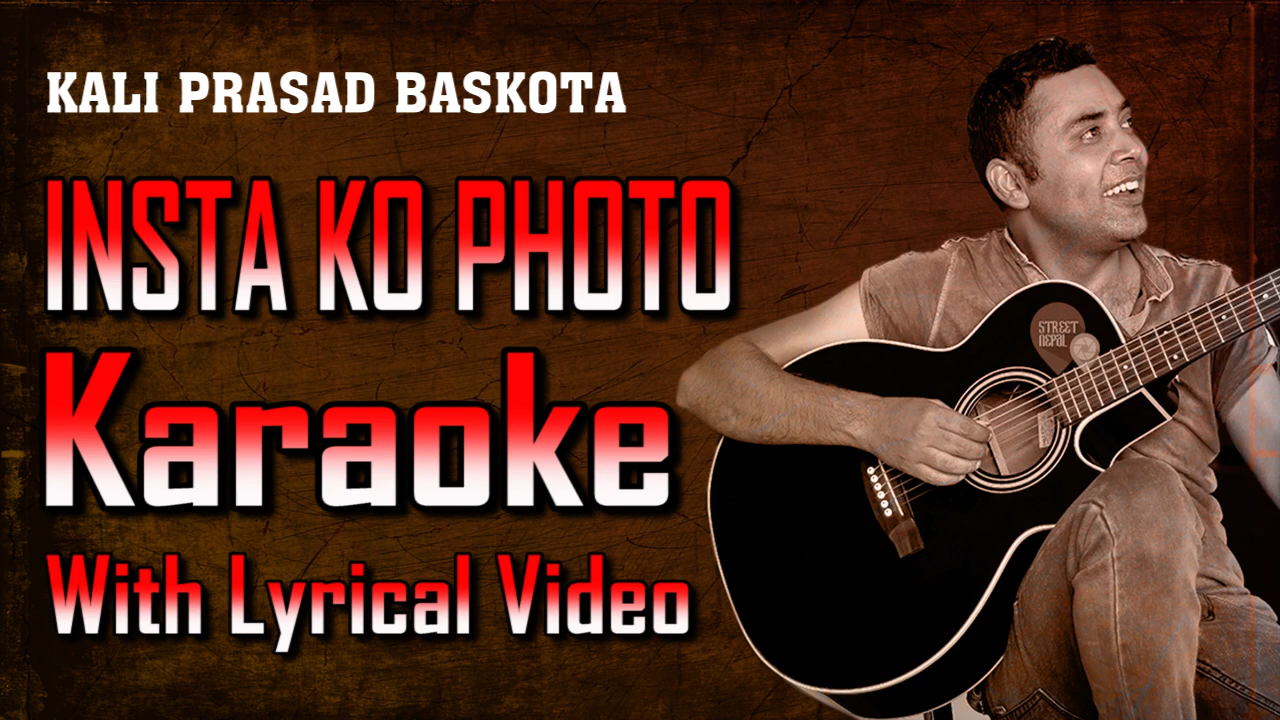 KALI PRASAD BASKOTA
INSTA KO PHOTO
Karaoke
With Lyrical Video
STREET
NEPAL